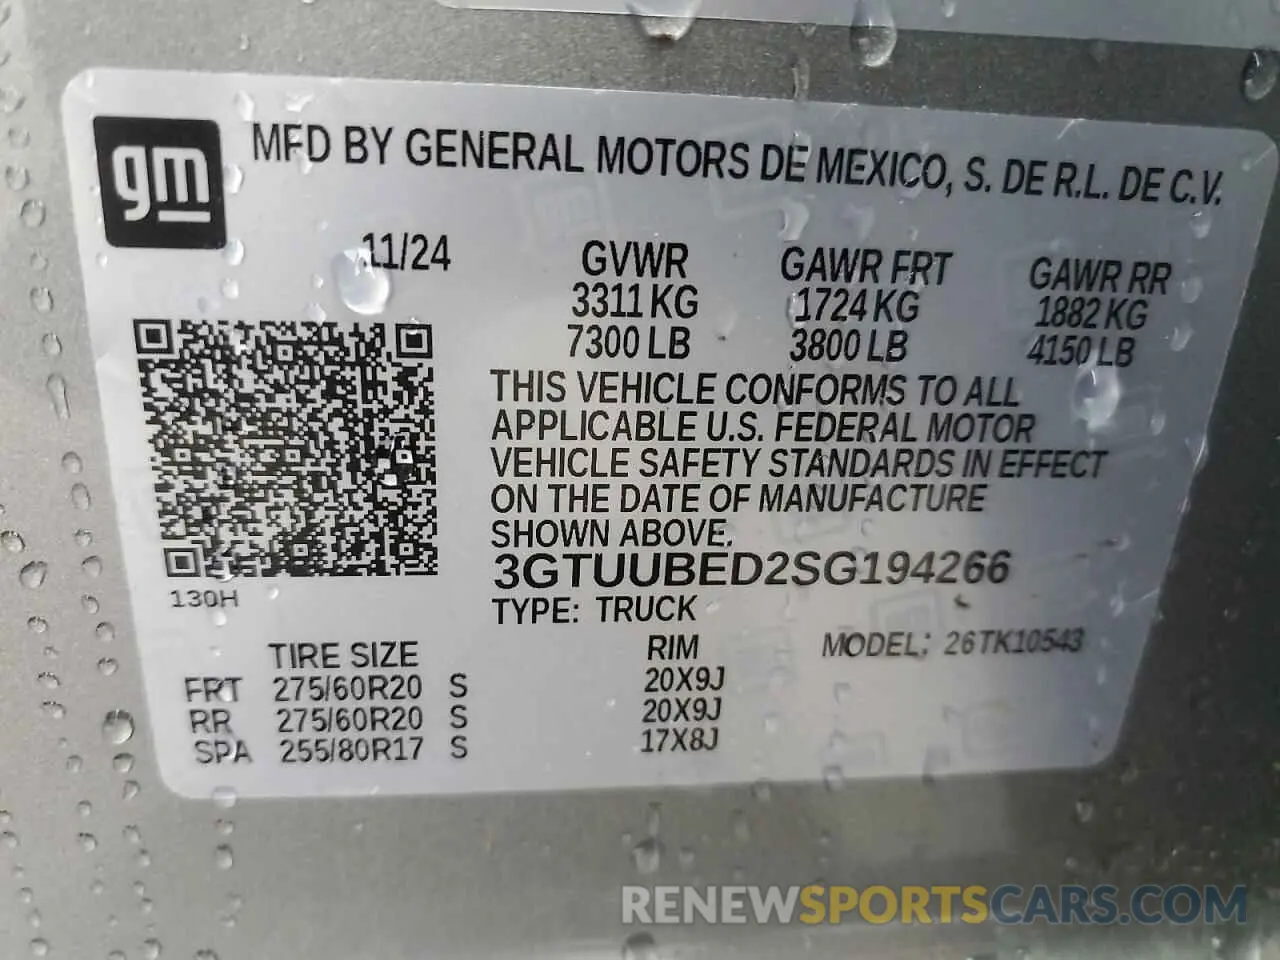 gm
MFD BY GENERAL MOTORS DE MEXICO, S. DE R.L. DE C.V.
11/24 GVWR GAWR FRT GAWR RR
3311 KG 1724 KG 1882 KG
7300 LB 3800 LB 4150 LB
THIS VEHICLE CONFORMS TO ALL
APPLICABLE U.S. FEDERAL MOTOR
VEHICLE SAFETY STANDARDS IN EFFECT
ON THE DATE OF MANUFACTURE
SHOWN ABOVE.
3GTUUBED2SG194266
130H
TYPE: TRUCK
TIRE SIZE RIM MODEL: 26TK10543
FRT 275/60R20 S 20X9J
RR 275/60R20 S 20X9J
SPA 255/80R17 S 17X8J
RENEWSPORTSCARS.COM